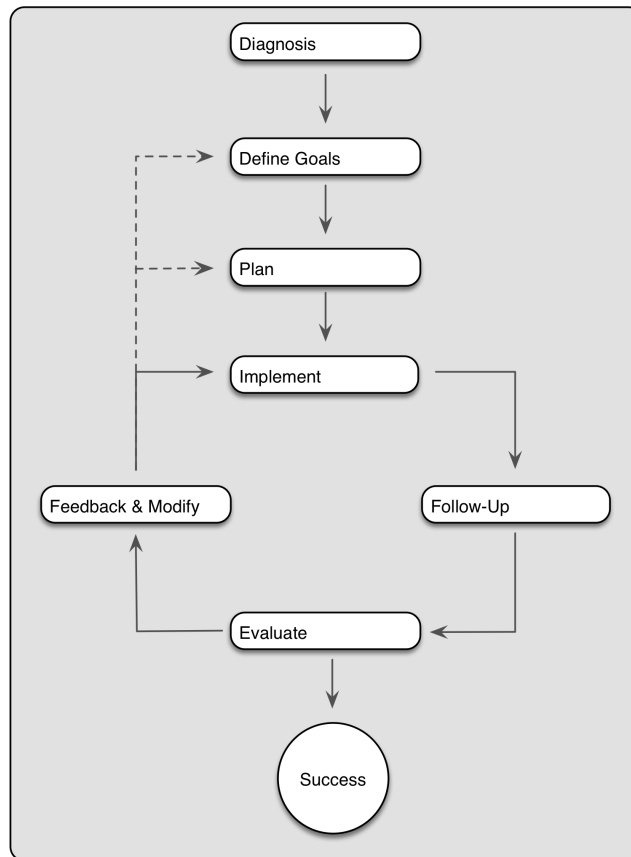 Diagnosis
Define Goals
Plan
Implement
Feedback & Modify
Follow-Up
Evaluate
Success